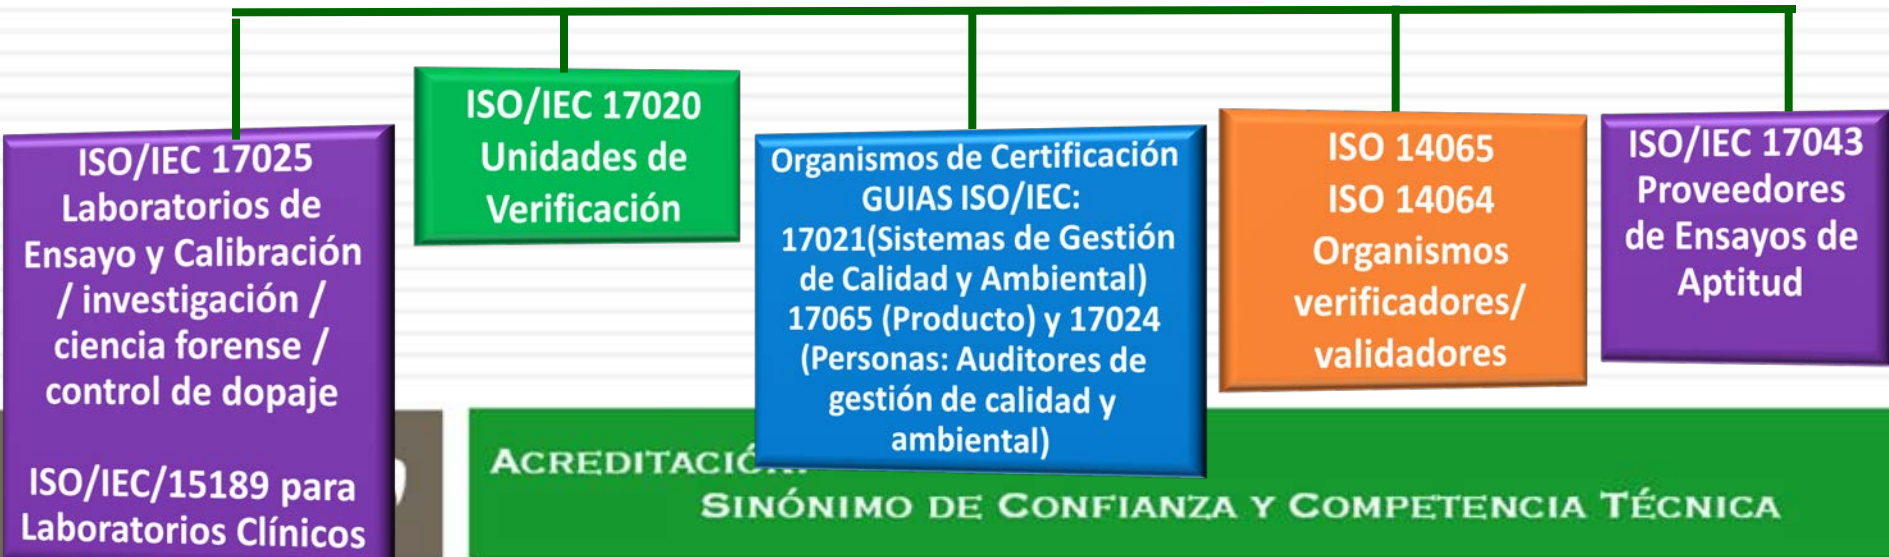 ISO/IEC 17025
Laboratorios de
Ensayo y Calibración
/ investigación /
ciencia forense /
control de dopaje
ISO/IEC/15189 para
Laboratorios Clínicos
ISO/IEC 17020
Unidades de
Verificación
Organismos de Certificación
GUIAS ISO/IEC:
17021(Sistemas de Gestión
de Calidad y Ambiental)
17065 (Producto) y 17024
(Personas: Auditores de
gestión de calidad y
ambiental)
ISO 14065
ISO 14064
Organismos
verificadores/
validadores
ISO/IEC 17043
Proveedores
de Ensayos de
Aptitud
ACREDITACIÓN:
SINÓNIMO DE CONFIANZA Y COMPETENCIA TÉCNICA